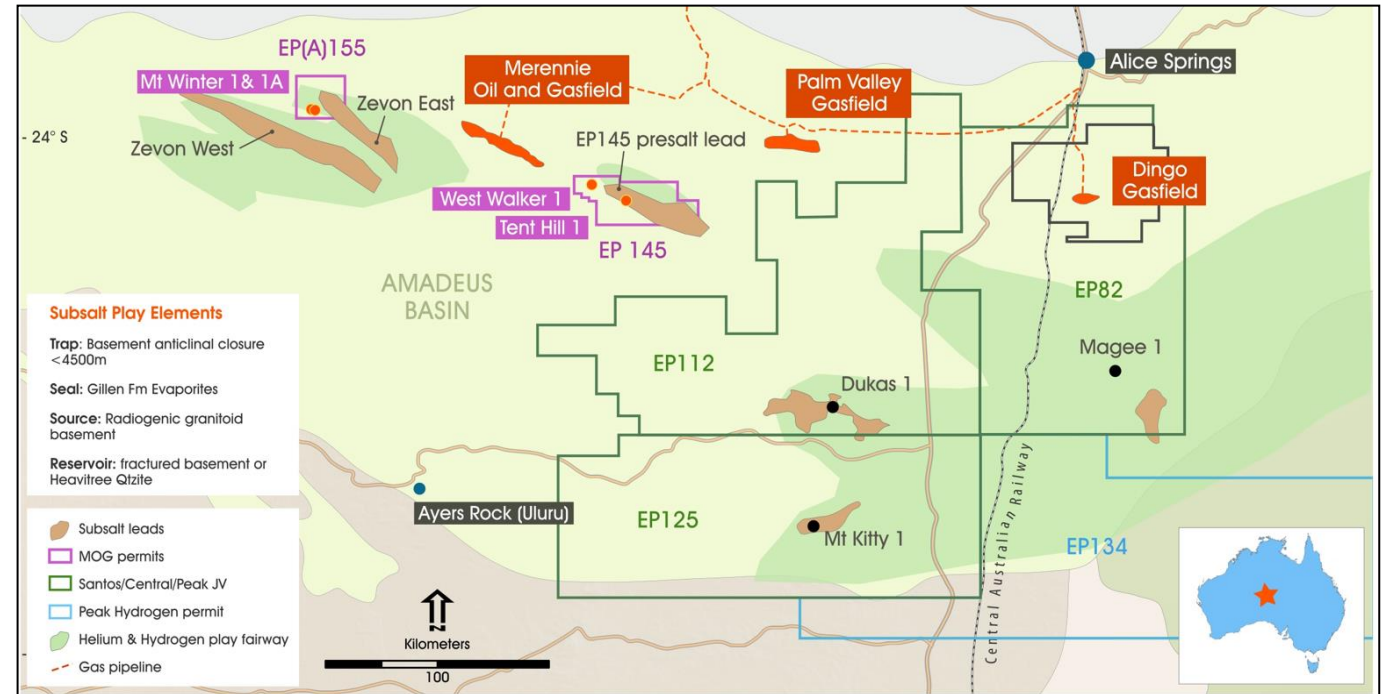 EP(A)155
Mt Winter 1& 1A
Zevon East
Zevon West
- 24° S
Merennie
Oil and Gasfield
Palm Valley
Gasfield
Alice Springs
EP145 presalt lead
West Walker 1
Tent Hill 1
EP 145
Dingo
Gasfield
AMADEUS
BASIN
EP82
Magee 1
EP112
Dukas 1
Ayers Rock (Uluru)
EP125
Mt Kitty 1
EP134
Central Australian Railway
Subsalt Play Elements
Trap: Basement anticlinal closure
<4500m
Seal: Gillen Fm Evaporites
Source: Radiogenic granitoid
basement
Reservoir: fractured basement or
Heavitree Qtzite
Subsalt leads
MOG permits
Santos/Central/Peak JV
Peak Hydrogen permit
Helium & Hydrogen play fairway
Gas pipeline
N
Kilometers
100